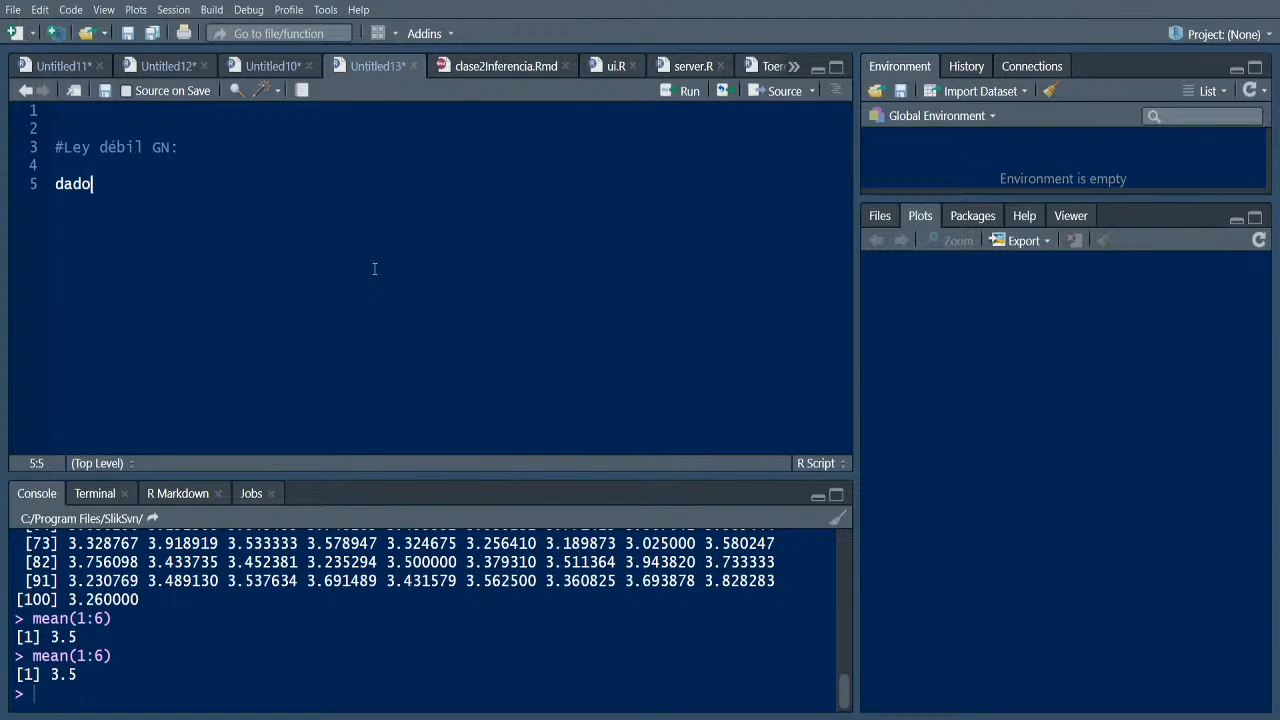 File Edit Code View Plots Session Build Debug Profile Tools Help
Go to file/function Addins Project: (None)
Untitled11* Untitled12* Untitled10* Untitled13* clase2Inferencia.Rmd ui.R server.R Toer
Source on Save Run Source
1
2
3 #Ley débil GN:
4
5 dado
5:5 (Top Level) R Script
Console Terminal R Markdown Jobs
C:/Program Files/SlikSvn/
[73] 3.328767 3.918919 3.533333 3.578947 3.324675 3.256410 3.189873 3.025000 3.580247
[82] 3.756098 3.433735 3.452381 3.235294 3.500000 3.379310 3.511364 3.943820 3.733333
[91] 3.230769 3.489130 3.537634 3.691489 3.431579 3.562500 3.360825 3.693878 3.828283
[100] 3.260000
> mean(1:6)
[1] 3.5
> mean(1:6)
[1] 3.5
>
Environment History Connections
Import Dataset List
Global Environment
Environment is empty
Files Plots Packages Help Viewer
Zoom Export